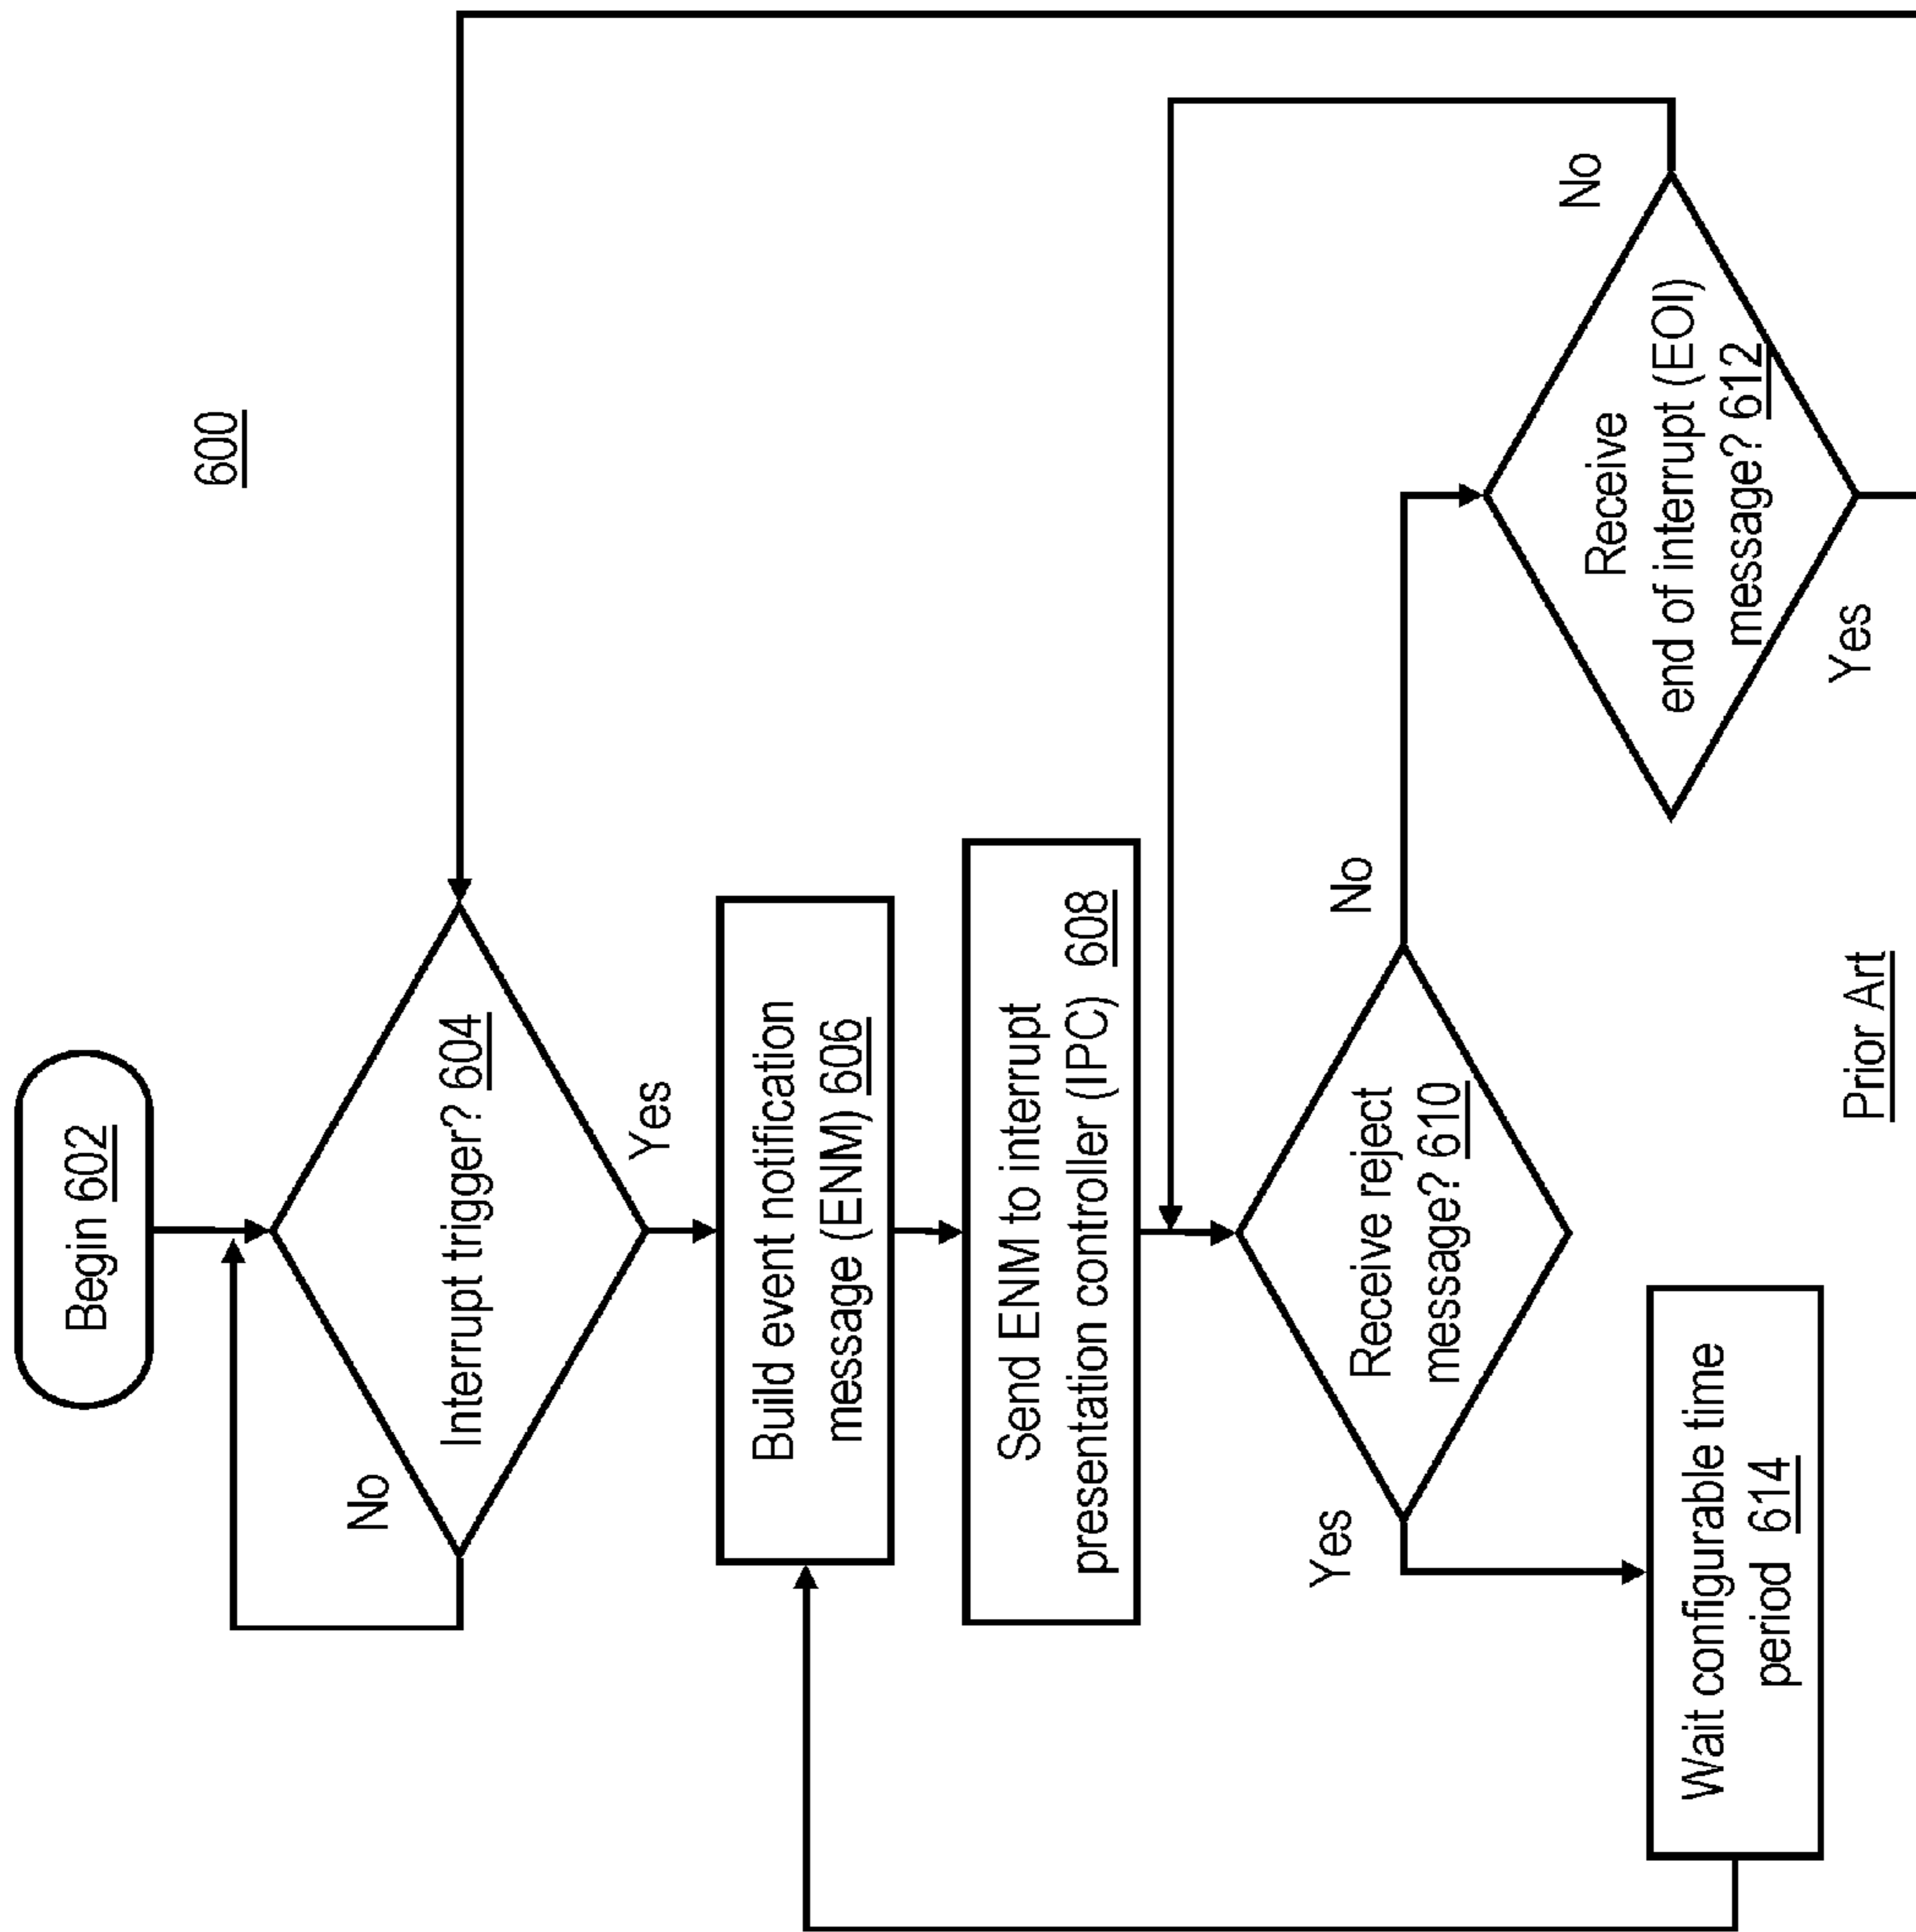 600
Begin 602
Interrupt trigger? 604
No
Yes
Build event notification
message (ENM) 606
Send ENM to interrupt
presentation controller (IPC) 608
Receive reject
message? 610
Yes
No
Receive
end of interrupt (EOI)
message? 612
No
Yes
Wait configurable time
period 614
Prior Art